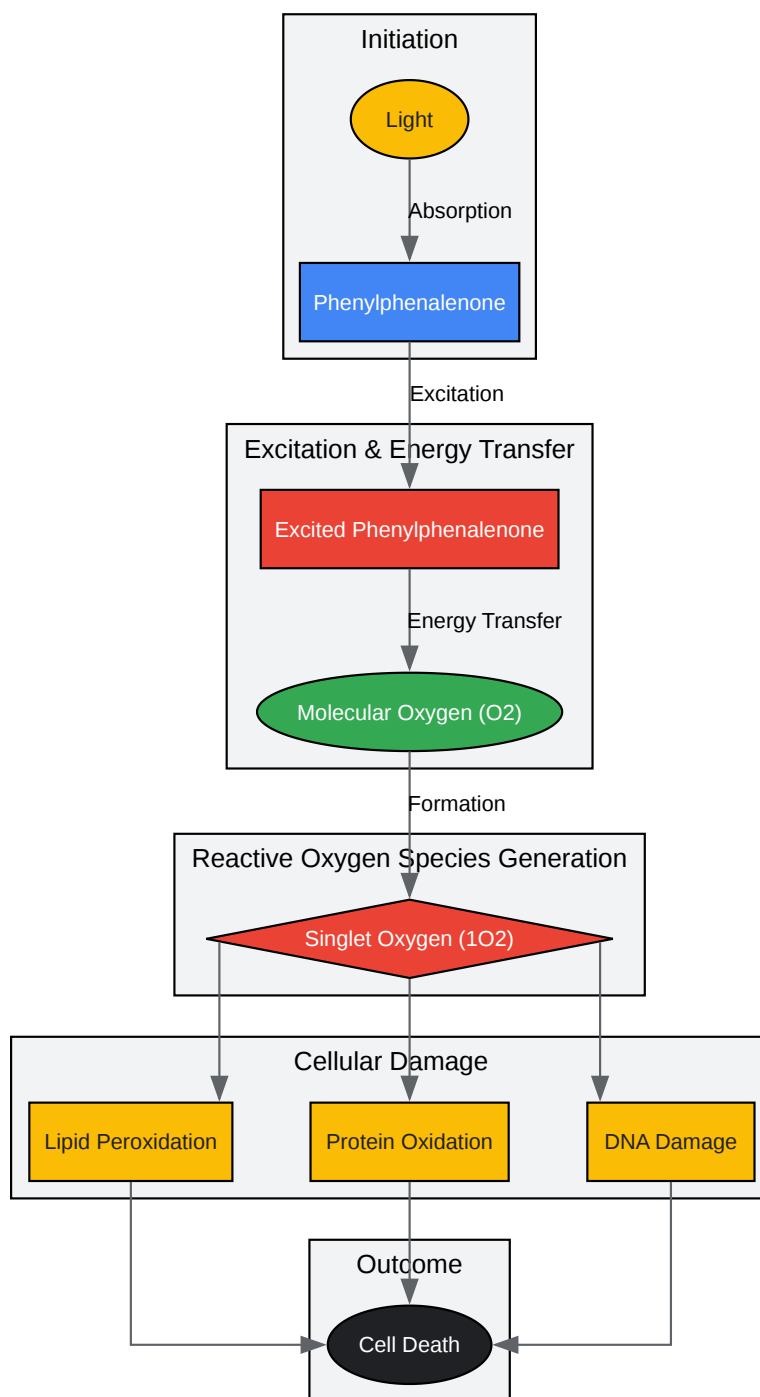 Initiation
Light
Absorption
Phenylphenalenone
Excitation
Excitation & Energy Transfer
Excited Phenylphenalenone
Energy Transfer
Molecular Oxygen (O2)
Formation
Reactive Oxygen Species Generation
Singlet Oxygen (1O2)
Cellular Damage
Lipid Peroxidation
Protein Oxidation
DNA Damage
Outcome
Cell Death